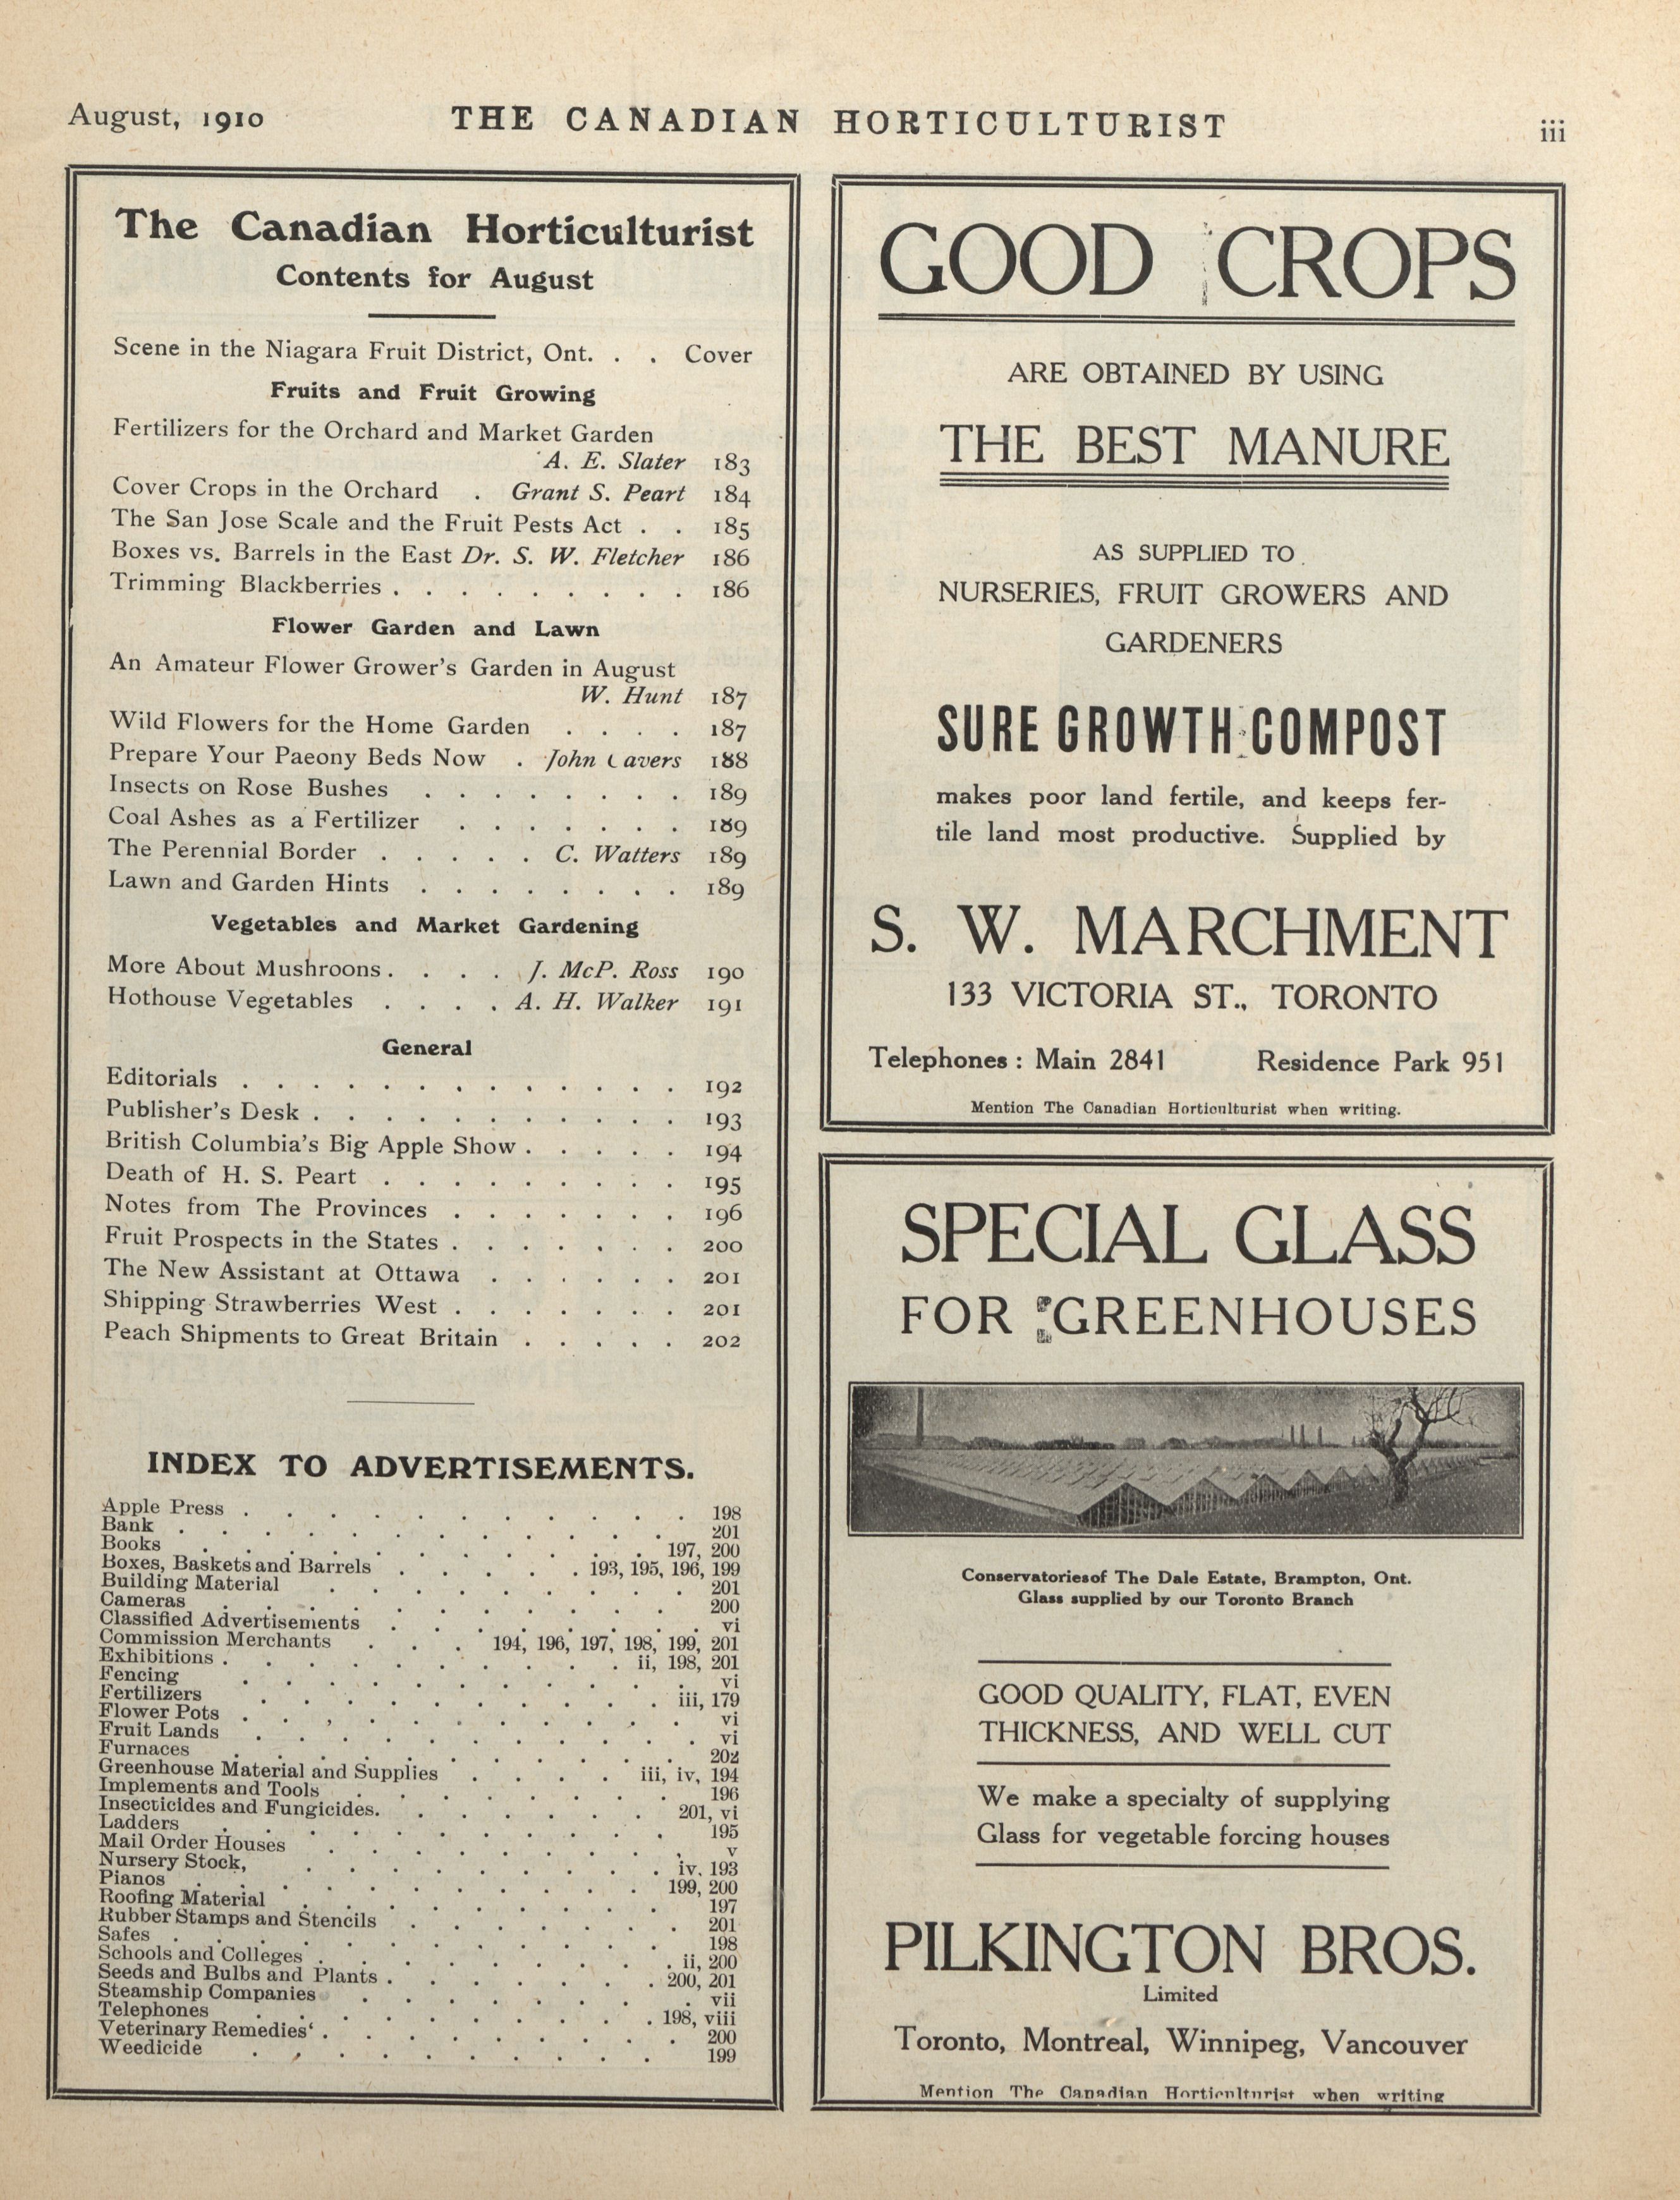 August, 1910
THE CANADIAN HORTICULTURIST
iii
The Canadian Horticulturist
Contents for August
Scene in the Niagara Fruit District, Ont. . . Cover
Fruits and Fruit Growing
Fertilizers for the Orchard and Market Garden
A. E. Slater 183
Cover Crops in the Orchard . Grant S. Peart 184
The San Jose Scale and the Fruit Pests Act . . 185
Boxes vs. Barrels in the East Dr. S. W. Fletcher 186
Trimming Blackberries . . . . . . . . . . 186
Flower Garden and Lawn
An Amateur Flower Grower's Garden in August
W. Hunt 187
Wild Flowers for the Home Garden . . . . 187
Prepare Your Paeony Beds Now . John Cavers 188
Insects on Rose Bushes . . . . . . . . 189
Coal Ashes as a Fertilizer . . . . . . . 189
The Perennial Border . . . . . C. Watters 189
Lawn and Garden Hints . . . . . . . . 189
Vegetables and Market Gardening
More About Mushroons . . . . J. McP. Ross 190
Hothouse Vegetables . . . . A. H. Walker 191
General
Editorials . . . . . . . . . . . . . 192
Publisher's Desk . . . . . . . . . . . 193
British Columbia's Big Apple Show . . . . . 194
Death of H. S. Peart . . . . . . . . . 195
Notes from The Provinces . . . . . . . 196
Fruit Prospects in the States . . . . . . . 200
The New Assistant at Ottawa . . . . . . 201
Shipping Strawberries West . . . . . . . 201
Peach Shipments to Great Britain . . . . . 202
INDEX TO ADVERTISEMENTS.
Apple Press . . . . . . . . . . . 198
Bank . . . . . . . . . . . . 201
Books . . . . . . . . . . . 197, 200
Boxes, Baskets and Barrels . . . . . 193, 195, 196, 199
Building Material . . . . . . . . . 201
Cameras . . . . . . . . . . . 200
Classified Advertisements . . . . . . . . vi
Commission Merchants . . . 194, 196, 197, 198, 199, 201
Exhibitions . . . . . . . . . . ii, 198, 201
Fencing . . . . . . . . . . . vi
Fertilizers . . . . . . . . . . iii, 179
Flower Pots . . . . . . . . . . . vi
Fruit Lands . . . . . . . . . . . vi
Furnaces . . . . . . . . . . . 202
Greenhouse Material and Supplies . . . . iii, iv, 194
Implements and Tools . . . . . . . . 196
Insecticides and Fungicides. . . . . . . 201, vi
Ladders . . . . . . . . . . . 195
Mail Order Houses . . . . . . . . . v
Nursery Stock, . . . . . . . . . iv. 193
Pianos . . . . . . . . . . . 199, 200
Roofing Material . . . . . . . . . 197
Rubber Stamps and Stencils . . . . . . . 201
Safes . . . . . . . . . . . . 198
Schools and Colleges . . . . . . . . . ii, 200
Seeds and Bulbs and Plants . . . . . . . 200, 201
Steamship Companies . . . . . . . . vii
Telephones . . . . . . . . . . 198, viii
Veterinary Remedies' . . . . . . . . . 200
Weedicide . . . . . . . . . . 199
GOOD CROPS
ARE OBTAINED BY USING
THE BEST MANURE
AS SUPPLIED TO
NURSERIES, FRUIT GROWERS AND
GARDENERS
SURE GROWTH COMPOST
makes poor land fertile, and keeps fer-
tile land most productive. Supplied by
S. W. MARCHMENT
133 VICTORIA ST., TORONTO
Telephones : Main 2841 Residence Park 951
Mention The Canadian Horticulturist when writing.
SPECIAL GLASS
FOR GREENHOUSES
Conservatoriesof The Dale Estate, Brampton, Ont.
Glass supplied by our Toronto Branch
GOOD QUALITY, FLAT, EVEN
THICKNESS, AND WELL CUT
We make a specialty of supplying
Glass for vegetable forcing houses
PILKINGTON BROS.
Limited
Toronto, Montreal, Winnipeg, Vancouver
Mention The Canadian Horticulturist when writing